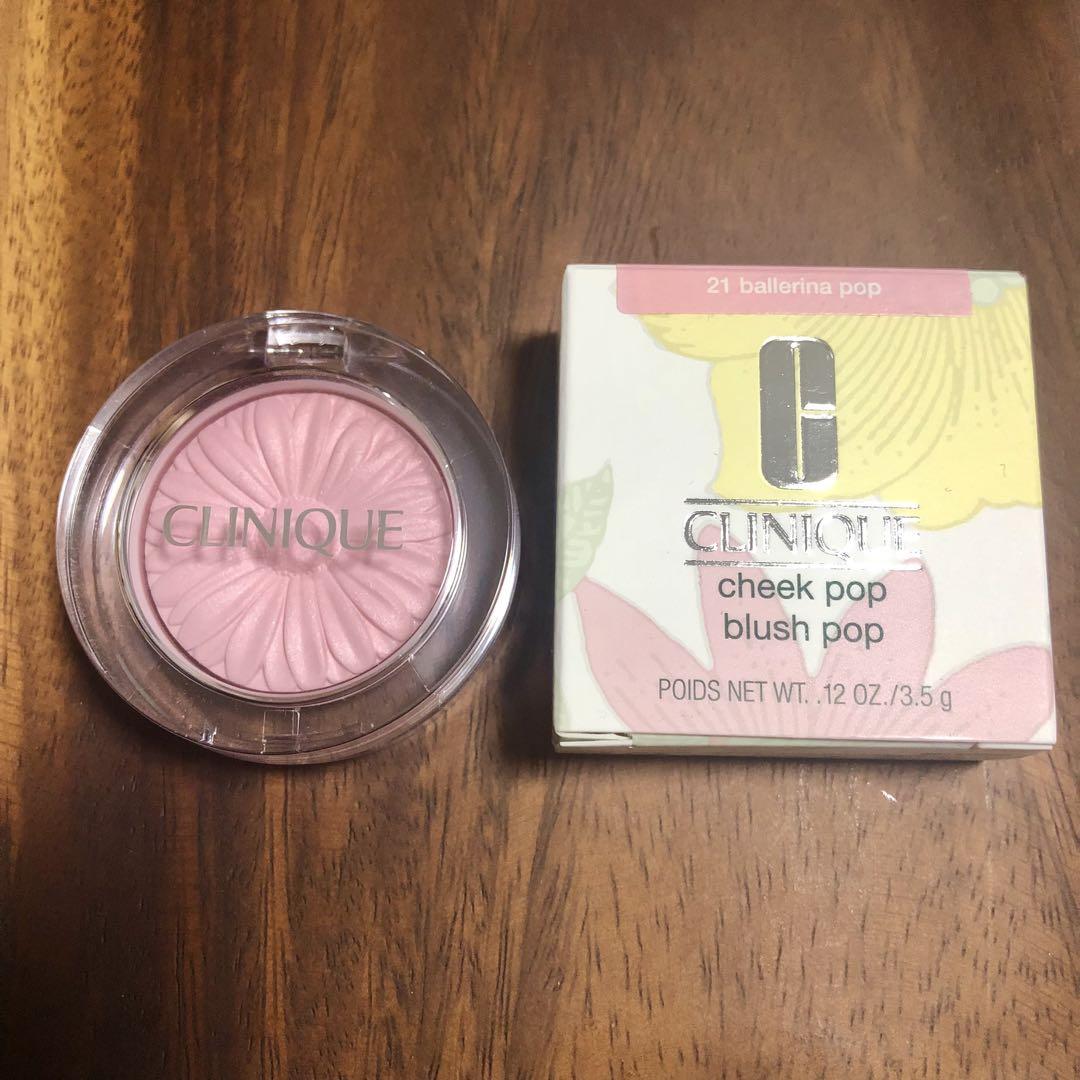 CLINIQUE
21 ballerina pop
CLINIQUE
cheek pop
blush pop
POIDS NET WT. .12 OZ./3.5 g